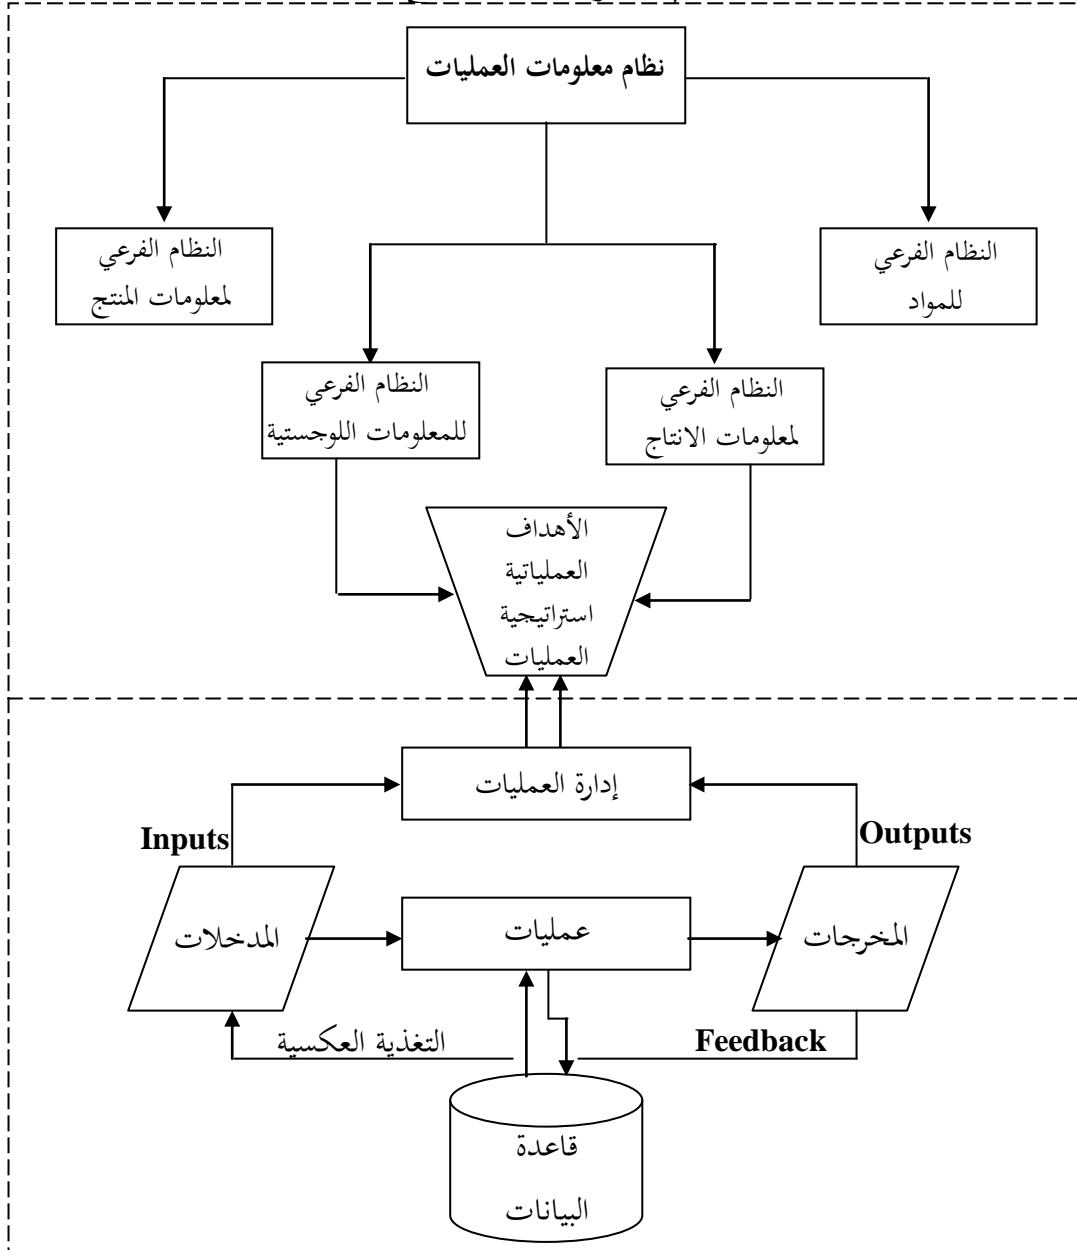 نظام معلومات العمليات
النظام الفرعي
للمواد
النظام الفرعي
لمعلومات المنتج
النظام الفرعي
لمعلومات الانتاج
النظام الفرعي
للمعلومات اللوجستية
الأهداف
العملياتية
استراتيجية
العمليات
إدارة العمليات
Inputs
Outputs
المدخلات
عمليات
المخرجات
التغذية العكسية
Feedback
قاعدة
البيانات